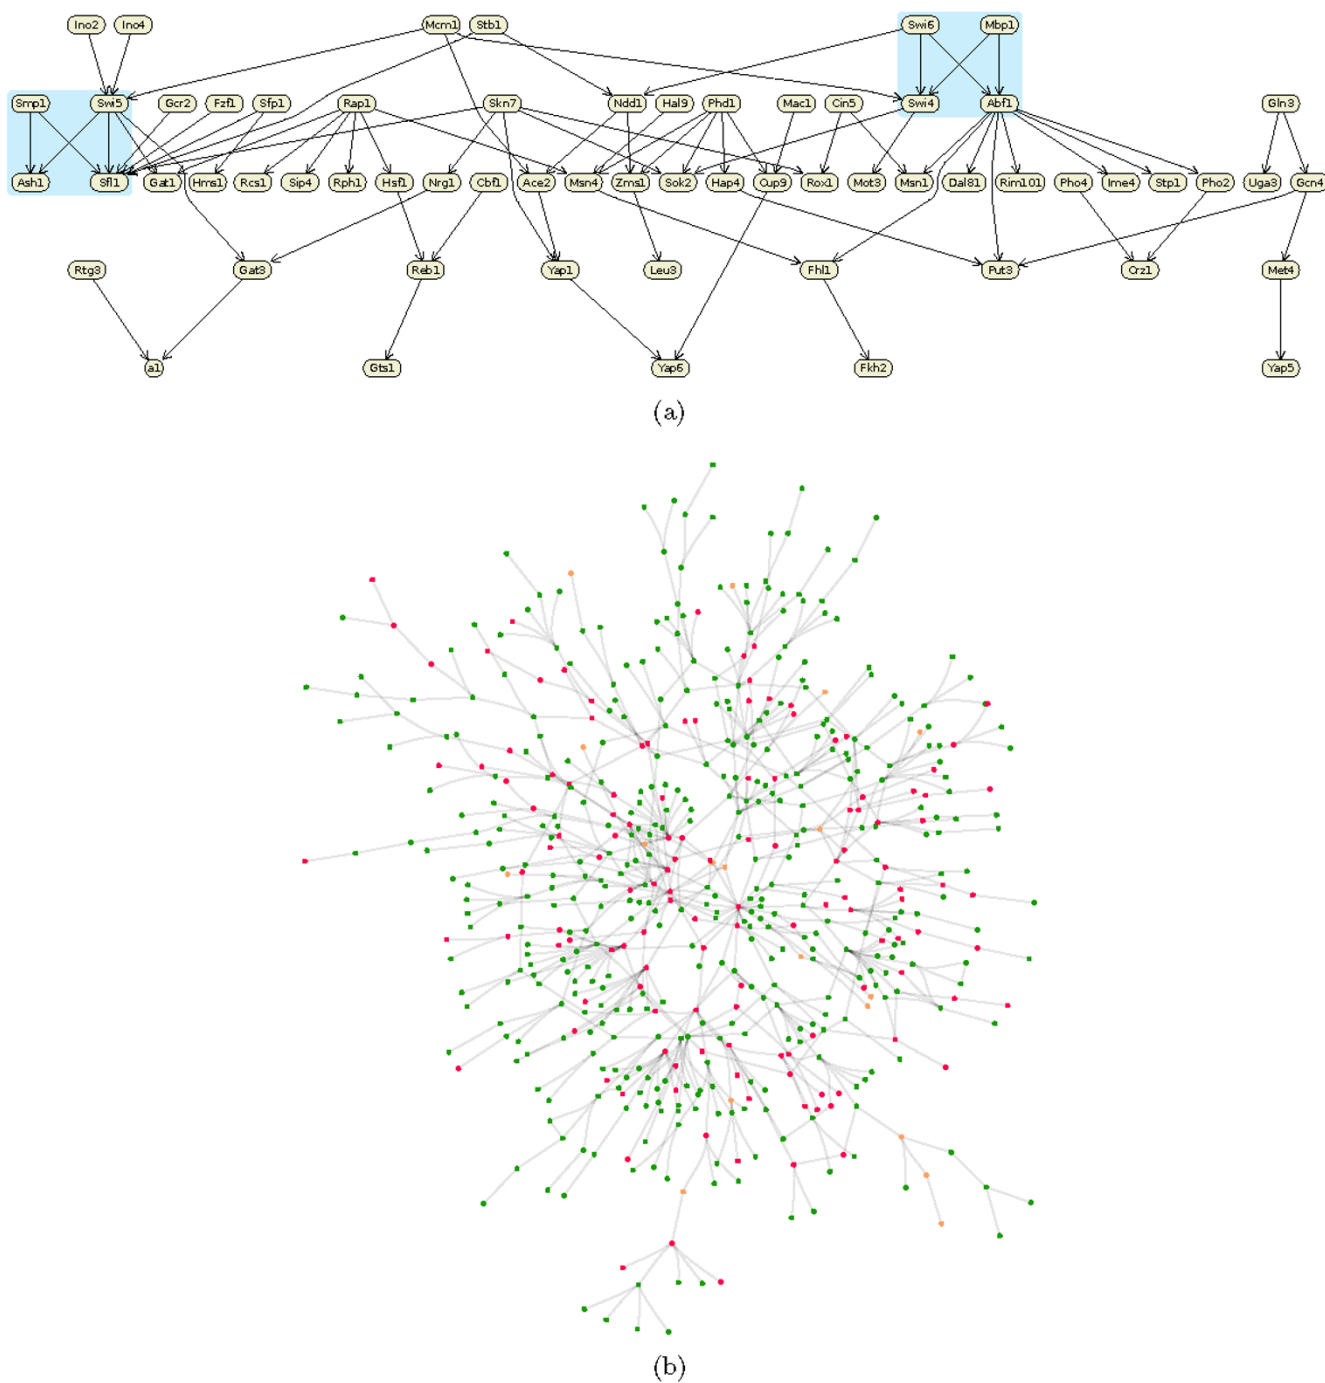 Ino2 Ino4 Mcm1 Stb1 Swi6 Mbp1
Smp1 Swi5 Gcr2 Fzf1 Sfp1 Rap1 Skn7 Ndd1 Hal9 Phd1 Mac1 Cin5 Swi4 Abf1 Gln3
Ash1 Sfl1 Gat1 Hms1 Rcs1 Sip4 Rph1 Hsf1 Nrg1 Cbf1 Ace2 Msn4 Zms1 Sok2 Hap4 Cup9 Rox1 Mot3 Msn1 Dal81 Rim101 Pho4 Ime4 Stp1 Pho2 Uga3 Gcn4
Rtg3 Gat3 Reb1 Yap1 Leu3 Fhl1 Put3 Crz1 Met4
a1 Gts1 Yap6 Fkh2 Yap5
(a)
(b)